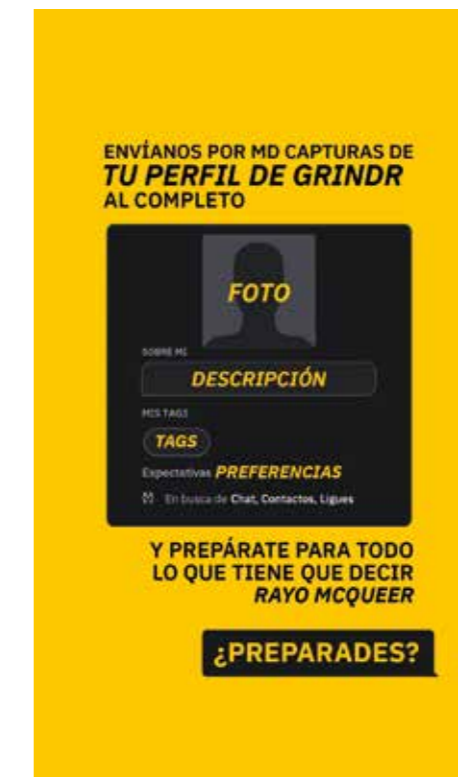 ENVÍANOS POR MD CAPTURAS DE
TU PERFIL DE GRINDR
AL COMPLETO
FOTO
SOBRE MI
DESCRIPCIÓN
MIS TAGS
TAGS
Expectativas PREFERENCIAS
En busca de Chat, Contactos, Ligues
Y PREPÁRATE PARA TODO
LO QUE TIENE QUE DECIR
RAYO MCQUEER
¿PREPARADES?